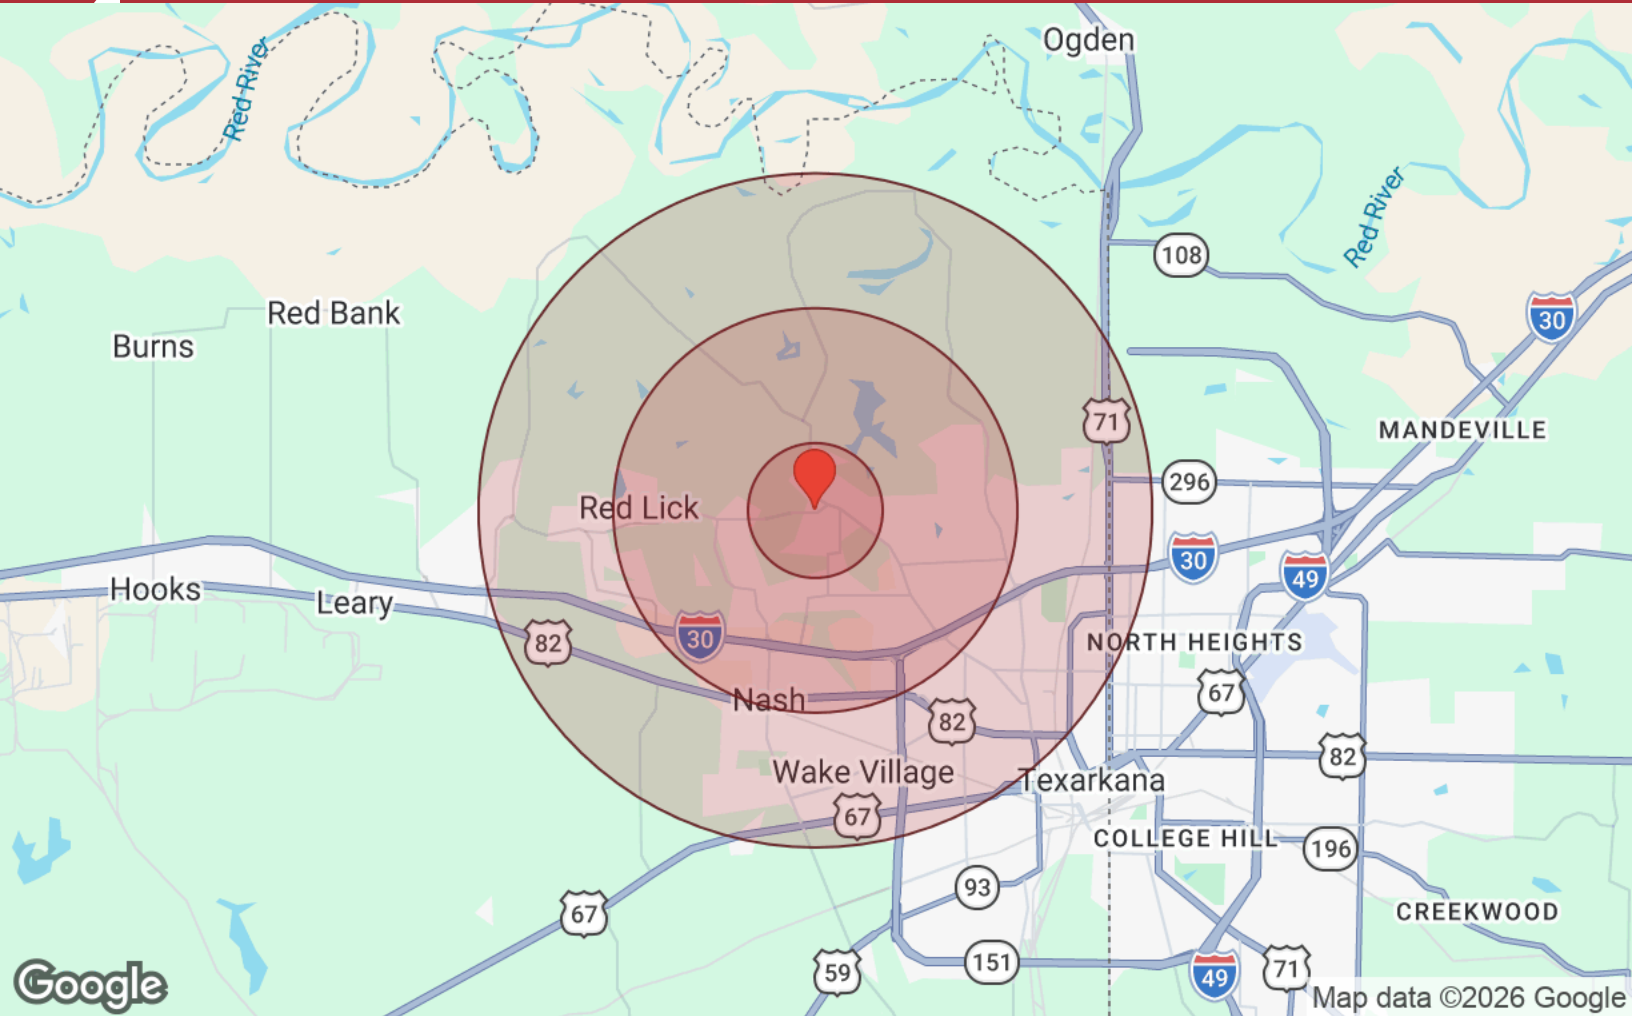 Ogden
Red River
Red River
108
30
Red Bank
Burns
71
MANDEVILLE
296
Red Lick
30
49
Hooks
Leary
82
30
NORTH HEIGHTS
67
Nash
82
82
Wake Village
Texarkana
67
COLLEGE HILL
196
93
67
CREEKWOOD
151
59
49
71
Google
Map data ©2026 Google